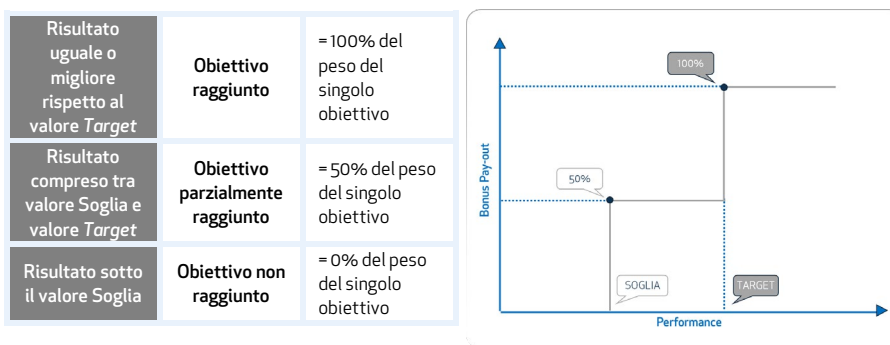 Risultato
uguale o
migliore
rispetto al
valore Target
Obiettivo
raggiunto
= 100% del
peso del
singolo
obiettivo
Risultato
compreso tra
valore Soglia e
valore Target
Obiettivo
parzialmente
raggiunto
= 50% del peso
del singolo
obiettivo
Risultato sotto
il valore Soglia
Obiettivo non
raggiunto
= 0% del peso
del singolo
obiettivo
100%
50%
Bonus Pay-out
SOGLIA
TARGET
Performance